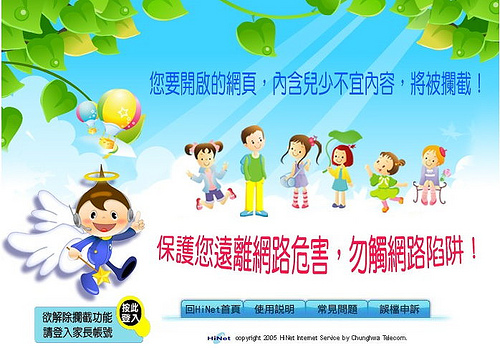 您要開啟的網頁，內含兒少不宜內容，將被攔截！
保護您遠離網路危害，勿觸網路陷阱！
欲解除攔截功能
請登入家長帳號
按此
登入
回HiNet首頁 使用說明 常見問題 誤檔申訴
HiNet copyright 2005 HiNet Internet Service by Chunghwa Telecom.